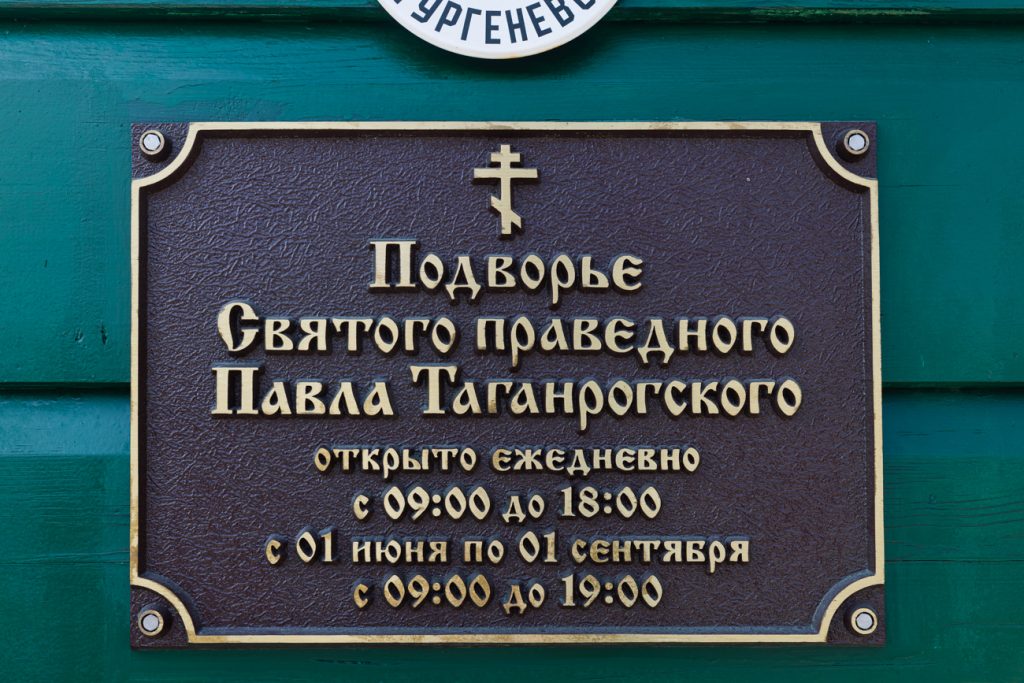 ТУРГЕНЕВС
Подворье
Святого праведного
Павла Таганрогского
открыто ежедневно
с 09:00 до 18:00
с 01 июня по 01 сентября
с 09:00 до 19:00